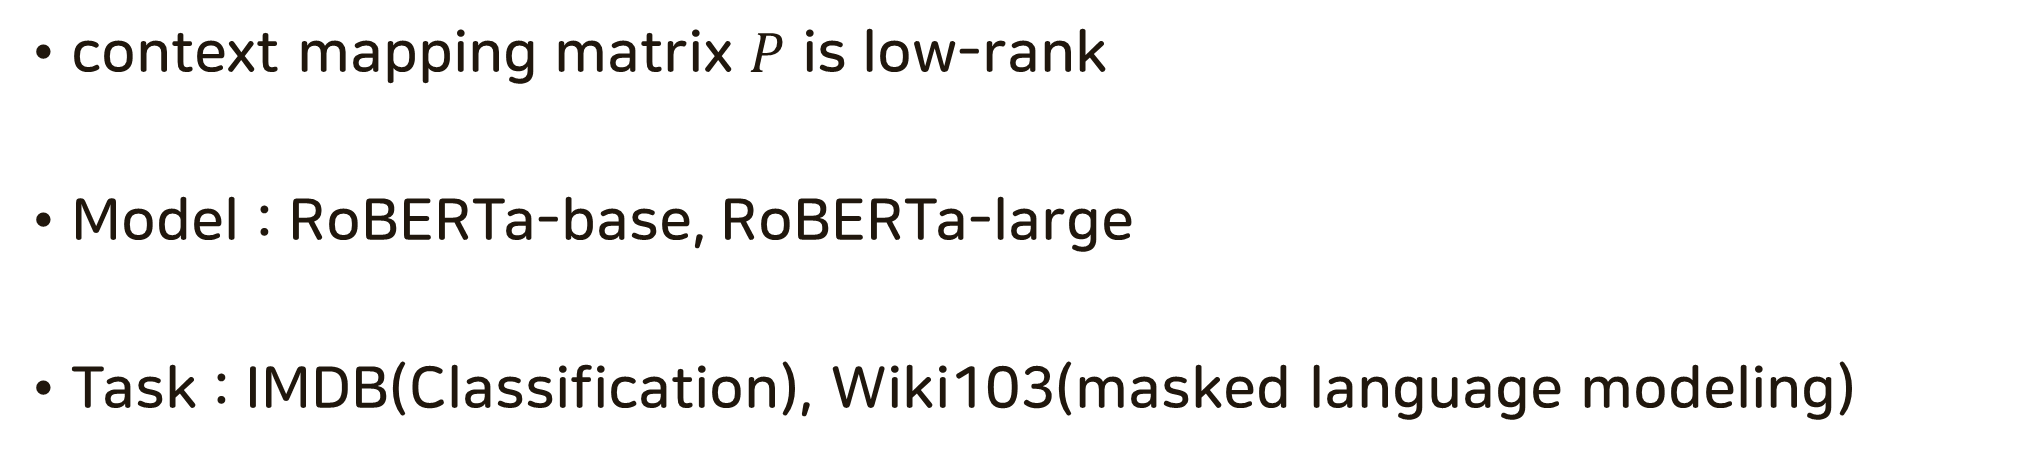 • context mapping matrix P is low-rank
• Model : RoBERTa-base, RoBERTa-large
• Task : IMDB(Classification), Wiki103(masked language modeling)